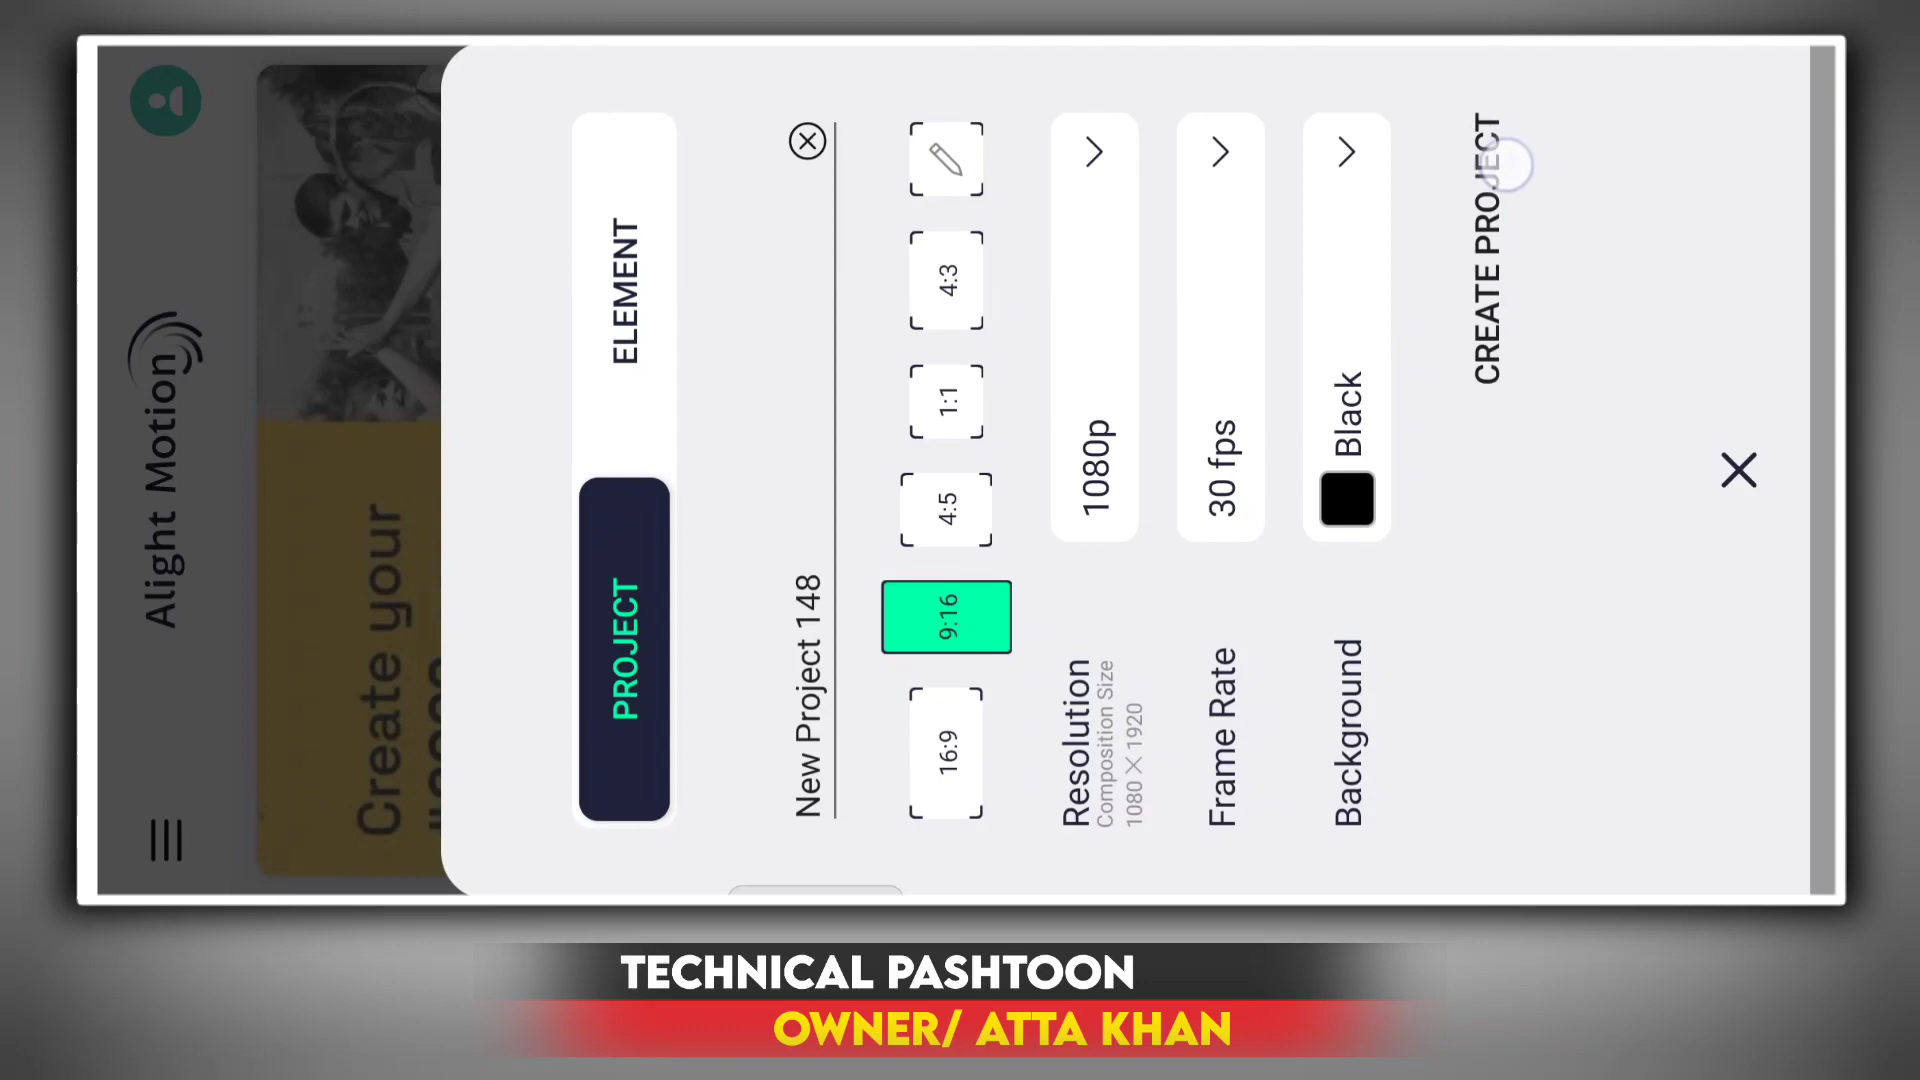 Alight Motion
Create your
PROJECT
ELEMENT
New Project 148
16:9
9:16
4:5
1:1
4:3
Resolution
Composition Size
1080 × 1920
1080p
Frame Rate
30 fps
Background
Black
CREATE PROJECT
TECHNICAL PASHTOON
OWNER/ ATTA KHAN